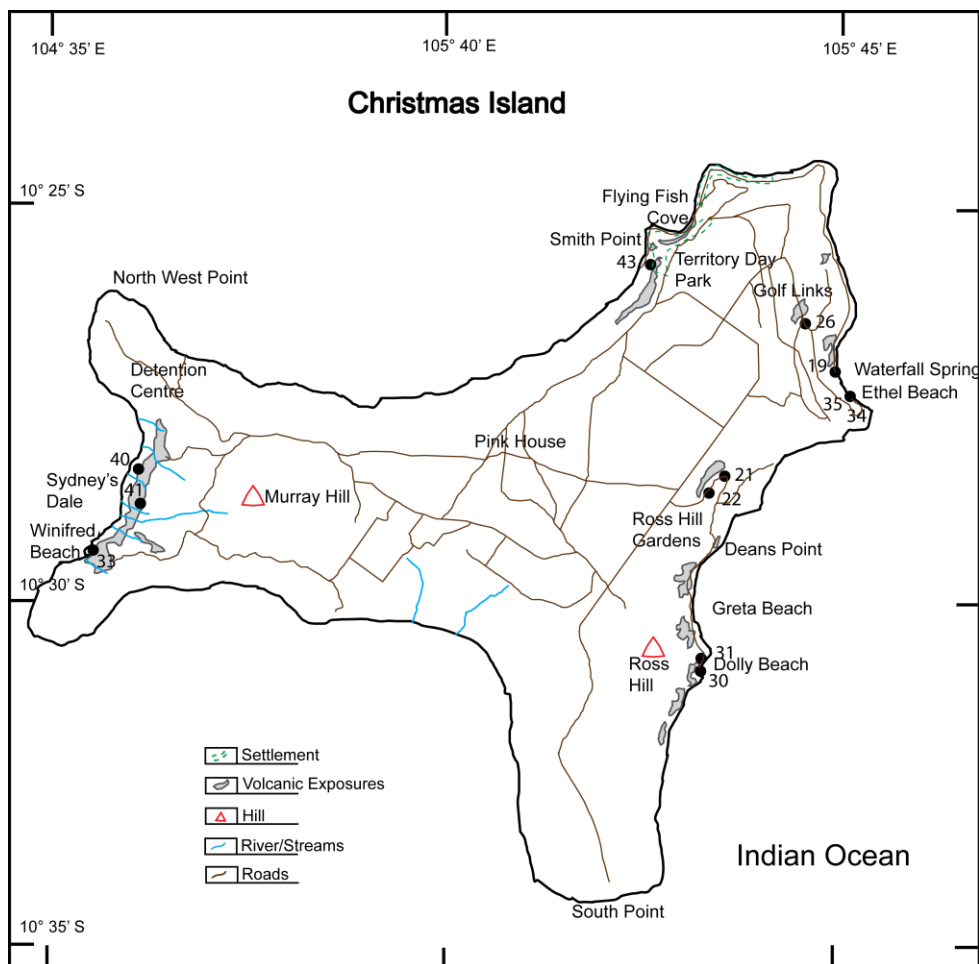 104° 35' E
105° 40' E
105° 45' E
Christmas Island
10° 25' S
Flying Fish
Cove
Smith Point
43
Territory Day
Park
North West Point
Golf Links
26
Detention
Centre
19
Waterfall Spring
35
Ethel Beach
34
Pink House
40
Sydney's
Dale
41
Murray Hill
21
22
Ross Hill
Gardens
Winifred
Beach
33
Deans Point
10° 30' S
Greta Beach
31
Ross
Hill
Dolly Beach
30
Settlement
Volcanic Exposures
Hill
River/Streams
Roads
Indian Ocean
South Point
10° 35' S